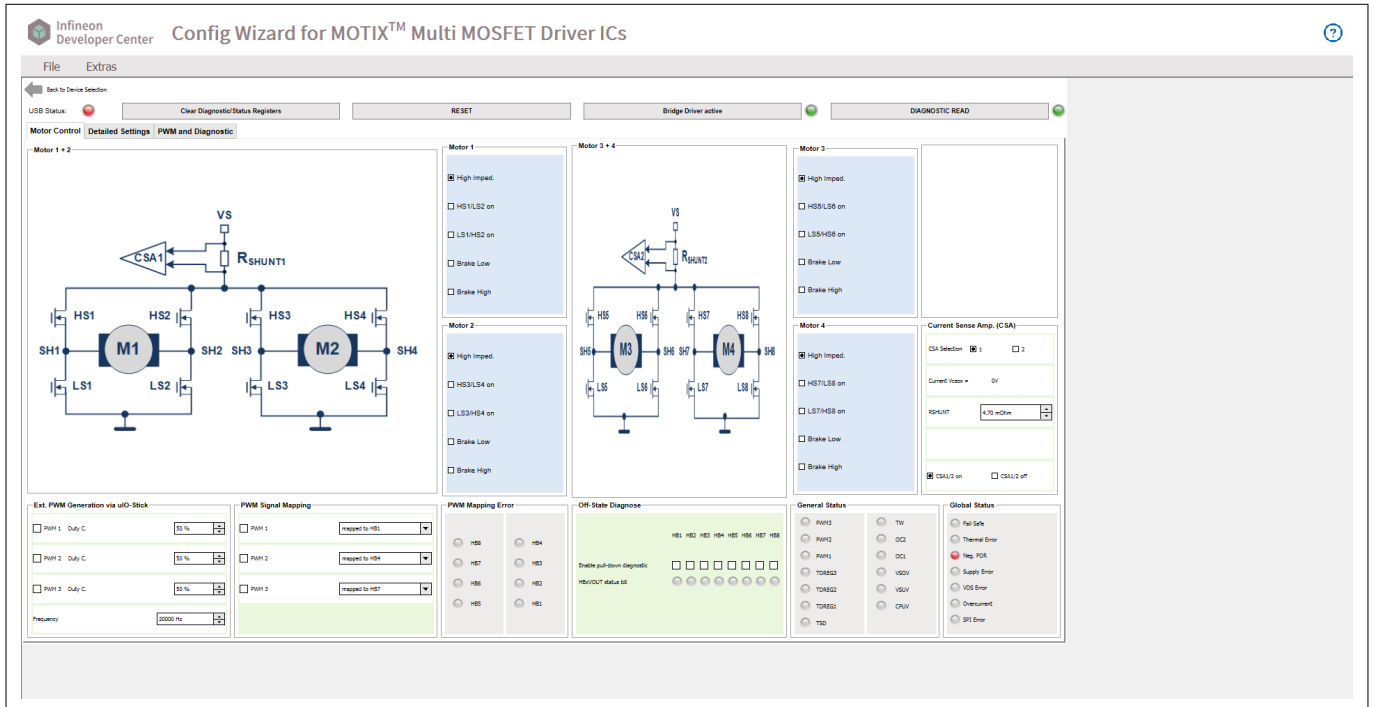 Infineon
Developer Center
Config Wizard for MOTIX™ Multi MOSFET Driver ICs
?
File Extras
Back to Device Selection
USB Status: Clear Diagnostic/Status Registers RESET Bridge Driver active DIAGNOSTIC READ
Motor Control Detailed Settings PWM and Diagnostic
Motor 1 + 2
VS
CSA1
RSHUNT1
HS1 HS2 HS3 HS4
SH1 M1 SH2 SH3 M2 SH4
LS1 LS2 LS3 LS4
Motor 1
High Imped.
HS1/LS2 on
LS1/HS2 on
Brake Low
Brake High
Motor 2
High Imped.
HS3/LS4 on
LS3/HS4 on
Brake Low
Brake High
Motor 3 + 4
VS
CSA2
RSHUNT2
HS5 HS6 HS7 HS8
SH5 M3 SH6 SH7 M4 SH8
LS5 LS6 LS7 LS8
Motor 3
High Imped.
HS5/LS6 on
LS5/HS6 on
Brake Low
Brake High
Motor 4
High Imped.
HS7/LS8 on
LS7/HS8 on
Brake Low
Brake High
Current Sense Amp. (CSA)
CSA Selection 1 2
Current Vcsox = 0V
RSHUNT 4.70 mOhm
CSA1/2 on CSA1/2 off
Ext. PWM Generation via uIO-Stick
PWM 1 Duty C. 50 %
PWM 2 Duty C. 50 %
PWM 3 Duty C. 50 %
Frequency 20000 Hz
PWM Signal Mapping
PWM 1 mapped to HB1
PWM 2 mapped to HB4
PWM 3 mapped to HB7
PWM Mapping Error
HB8 HB4
HB7 HB3
HB6 HB2
HB5 HB1
Off-State Diagnose
HB1 HB2 HB3 HB4 HB5 HB6 HB7 HB8
Enable pull-down diagnostic
HBxVOUT status bit
General Status
PWM3 TW
PWM2 OC2
PWM1 OC1
TDREG3 VSOV
TDREG2 VSUV
TDREG1 CPUV
TSD
Global Status
Fail Safe
Thermal Error
Neg. POR
Supply Error
VDS Error
Overcurrent
SPI Error